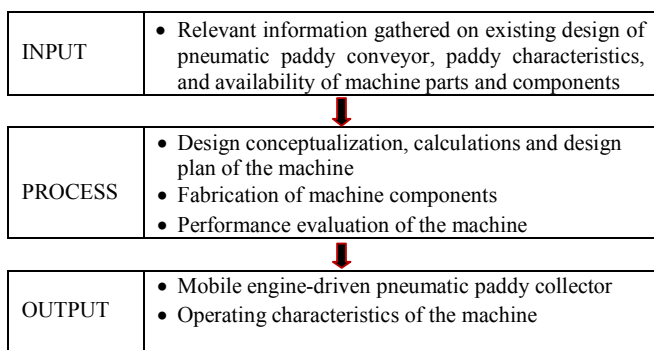 INPUT
• Relevant information gathered on existing design of
pneumatic paddy conveyor, paddy characteristics,
and availability of machine parts and components
PROCESS
• Design conceptualization, calculations and design
plan of the machine
• Fabrication of machine components
• Performance evaluation of the machine
OUTPUT
• Mobile engine-driven pneumatic paddy collector
• Operating characteristics of the machine